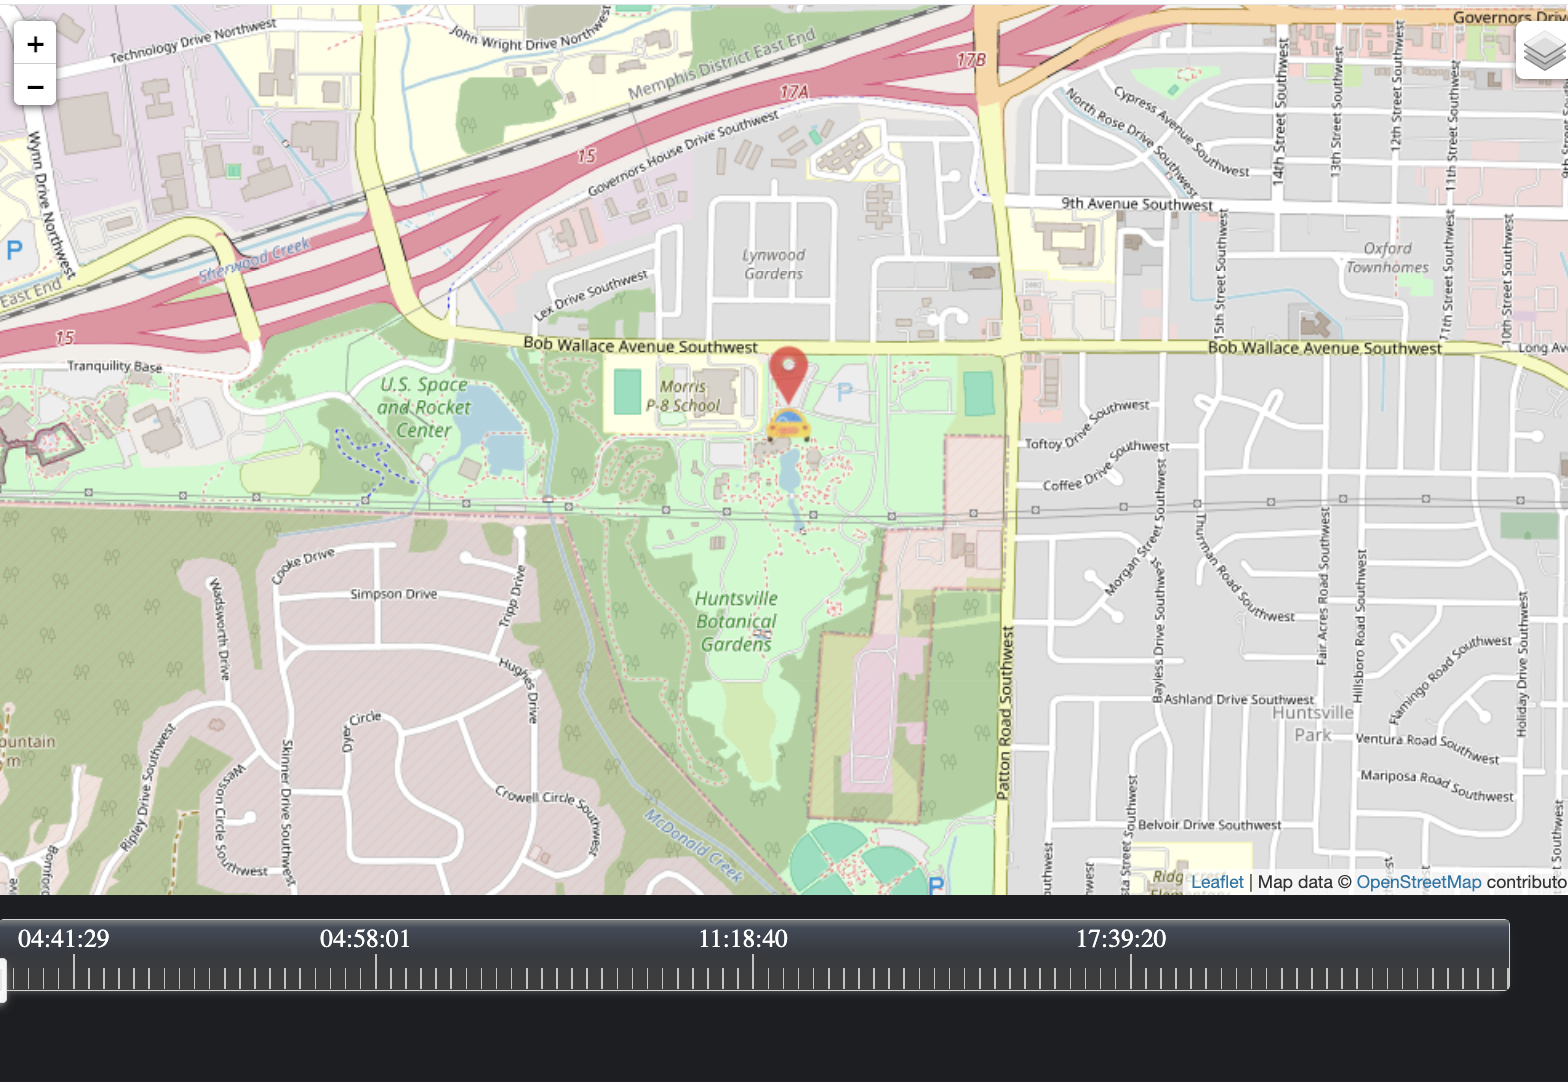 Governors Driv
Technology Drive Northwest
John Wright Drive Northwest
+
−
Memphis District East End
17B
17A
15
Governors House Drive Southwest
Wynn Drive Northwest
P
East End
Sherwood Creek
15
Tranquility Base
Cypress Avenue Southwest
North Rose Drive Southwest
14th Street Southwest
13th Street Southwest
12th Street Southwest
11th Street Southwest
9th Avenue Southwest
Lynwood
Gardens
Oxford
Townhomes
Lex Drive Southwest
15th Street Southwest
11th Street Southwest
10th Street Southwest
Bob Wallace Avenue Southwest
Bob Wallace Avenue Southwest
Long Av
U.S. Space
and Rocket
Center
Morris
P-8 School
P
Toftoy Drive Southwest
Coffee Drive Southwest
Morgan Street Southwest
Thurman Road Southwest
Bayless Drive Southwest
Fair Acres Road Southwest
Hillsboro Road Southwest
Flamingo Road Southwest
Holiday Drive Southwest
Cooke Drive
Simpson Drive
Tripp Drive
Wadsworth Drive
Hughes Drive
Huntsville
Botanical
Gardens
Patton Road Southwest
Ashland Drive Southwest
Huntsville
Park
Ventura Road Southwest
Mariposa Road Southwest
Dyer Circle
Skinner Drive Southwest
Ripley Drive Southwest
Wesson Circle Southwest
Crowell Circle Southwest
McDonald Creek
Belvoir Drive Southwest
ountain
m
Bomford
P
Leaflet | Map data © OpenStreetMap contributo
04:41:29
04:58:01
11:18:40
17:39:20